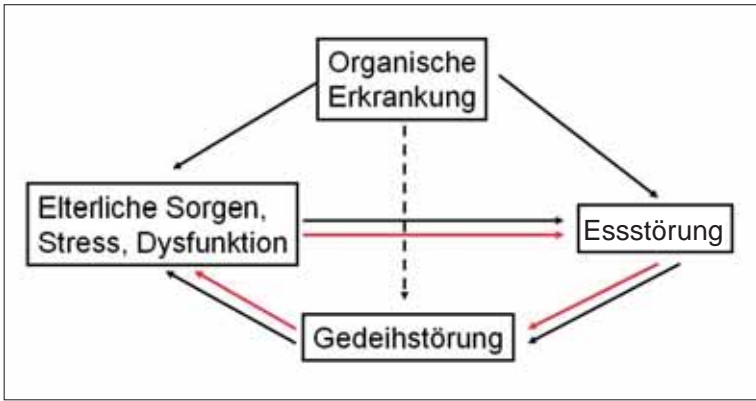 Organische
Erkrankung
Elterliche Sorgen,
Stress, Dysfunktion
Essstörung
Gedeihstörung